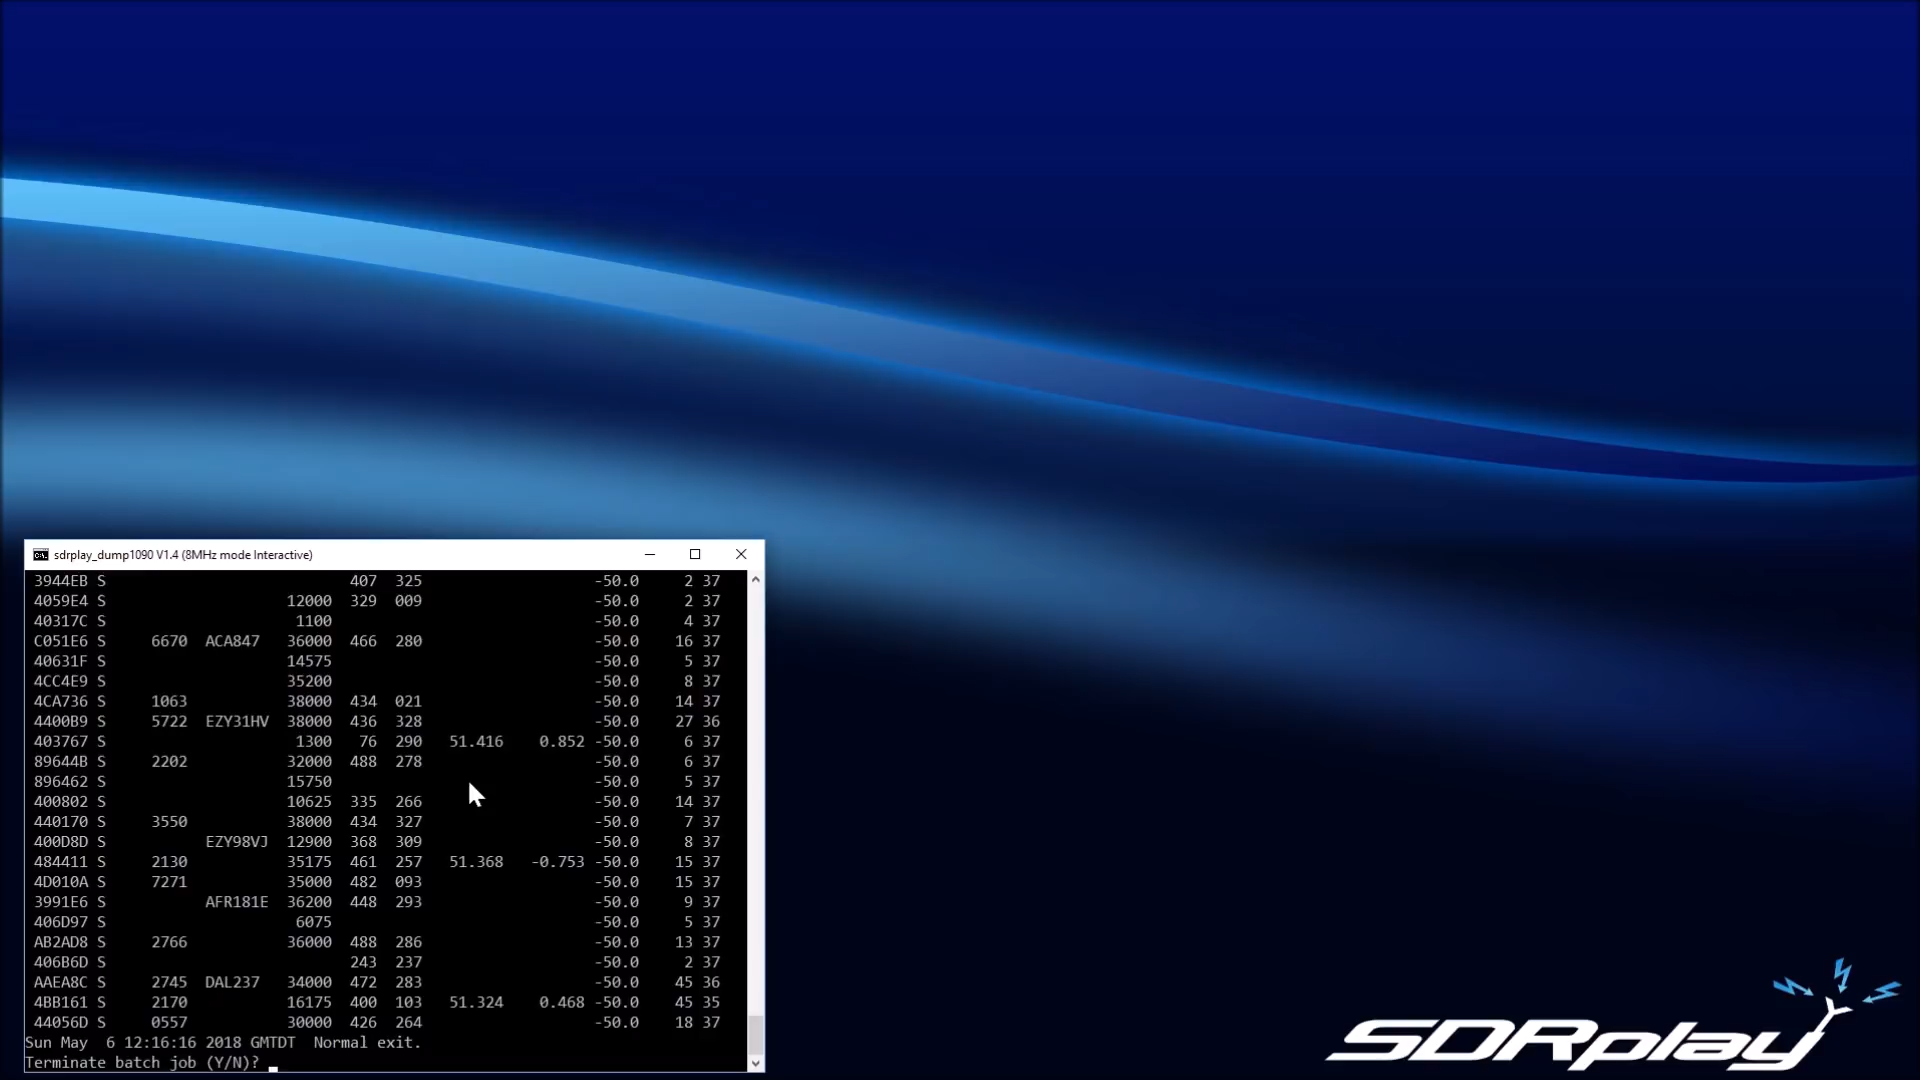 sdrplay_dump1090 V1.4 (8MHz mode Interactive)
3944EB S 407 325 -50.0 2 37
4059E4 S 12000 329 009 -50.0 2 37
40317C S 1100 -50.0 4 37
C051E6 S 6670 ACA847 36000 466 280 -50.0 16 37
40631F S 14575 -50.0 5 37
4CC4E9 S 35200 -50.0 8 37
4CA736 S 1063 38000 434 021 -50.0 14 37
4400B9 S 5722 EZY31HV 38000 436 328 -50.0 27 36
403767 S 1300 76 290 51.416 0.852 -50.0 6 37
89644B S 2202 32000 488 278 -50.0 6 37
896462 S 15750 -50.0 5 37
400802 S 10625 335 266 -50.0 14 37
440170 S 3550 38000 434 327 -50.0 7 37
400D8D S EZY98VJ 12900 368 309 -50.0 8 37
484411 S 2130 35175 461 257 51.368 -0.753 -50.0 15 37
4D010A S 7271 35000 482 093 -50.0 15 37
3991E6 S AFR181E 36200 448 293 -50.0 9 37
406D97 S 6075 -50.0 5 37
AB2AD8 S 2766 36000 488 286 -50.0 13 37
406B6D S 243 237 -50.0 2 37
AAEA8C S 2745 DAL237 34000 472 283 -50.0 45 36
4BB161 S 2170 16175 400 103 51.324 0.468 -50.0 45 35
44056D S 0557 30000 426 264 -50.0 18 37
Sun May 6 12:16:16 2018 GMTDT Normal exit.
Terminate batch job (Y/N)?
SDRplay